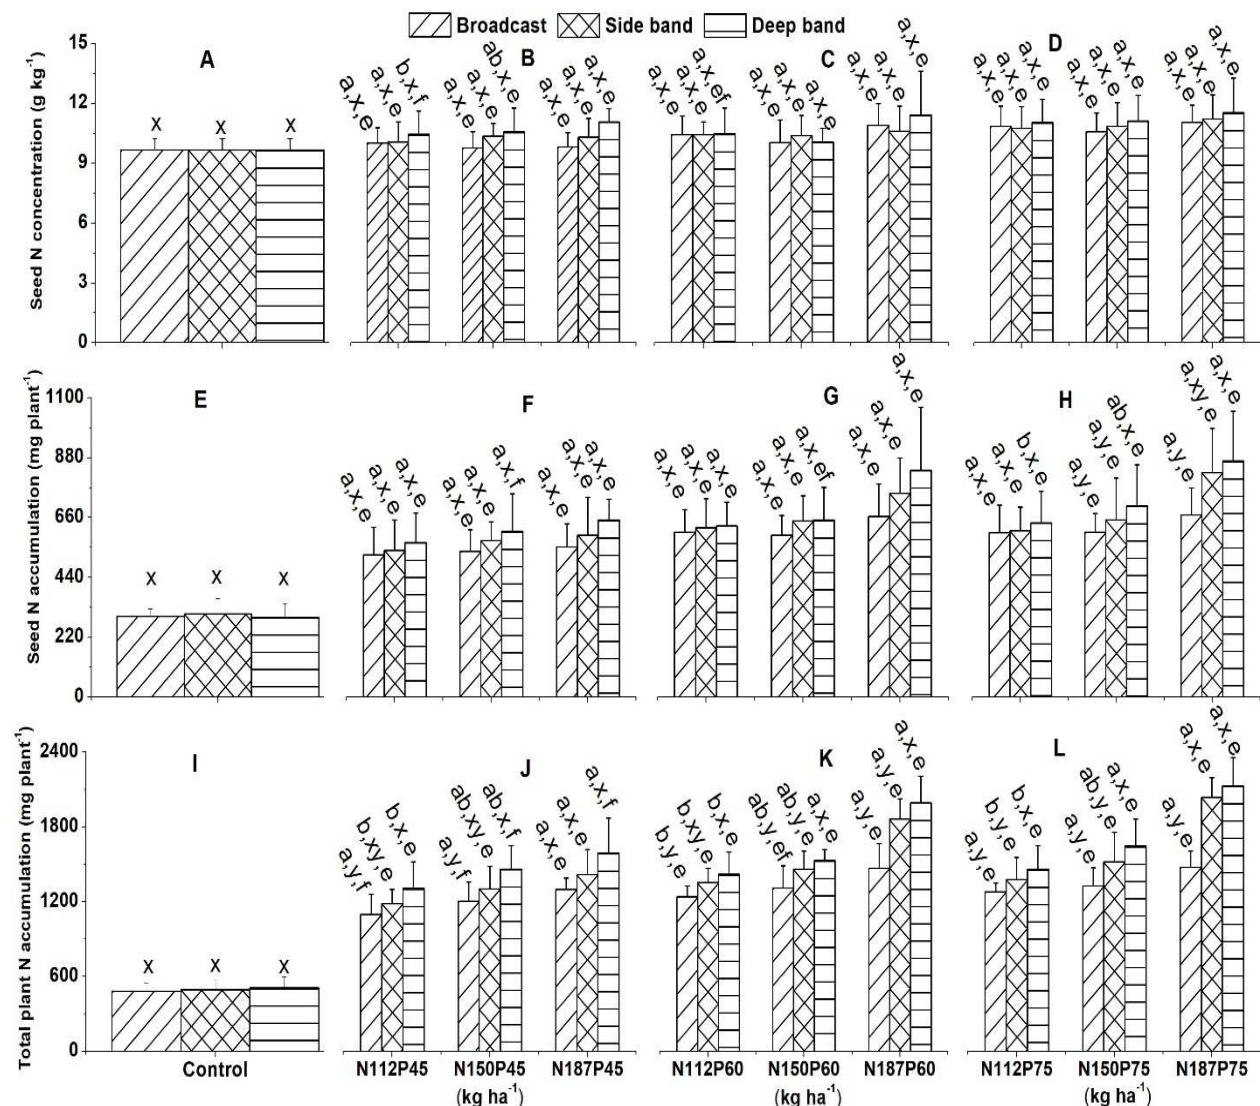 Broadcast Side band Deep band
Seed N concentration (g kg⁻¹)
15
12
9
6
3
0
A
x x x
B
a,x,e a,x,e b,x,f
a,x,e a,x,e ab,x,e
a,x,e a,x,e a,x,e
C
a,x,e a,x,e a,x,ef
a,x,e a,x,e a,x,e
a,x,e a,x,e a,x,e
D
a,x,e a,x,e a,x,e
a,x,e a,x,e a,x,e
a,x,e a,x,e a,x,e
Seed N accumulation (mg plant⁻¹)
1100
880
660
440
220
0
E
x x x
F
a,x,e a,x,e a,x,e
a,x,e a,x,e a,x,f
a,x,e a,x,e a,x,e
G
a,x,e a,x,e a,x,e
a,x,e a,x,e a,x,ef
a,x,e a,x,e a,x,e
H
a,x,e a,x,e b,x,e
a,y,e a,y,e ab,x,e
a,y,e a,xy,e a,x,e
Total plant N accumulation (mg plant⁻¹)
2400
1800
1200
600
0
I
x x x
J
a,y,f b,xy,e b,x,e
a,y,f ab,xy,e ab,x,f
a,x,e a,x,e a,x,f
K
b,y,e b,xy,e b,x,e
ab,y,ef ab,y,e a,x,e
a,y,e a,y,e a,x,e
L
a,y,e b,y,e b,x,e
a,y,e ab,y,e a,x,e
a,y,e a,x,e a,x,e
Control N112P45 N150P45 N187P45 N112P60 N150P60 N187P60 N112P75 N150P75 N187P75
(kg ha⁻¹) (kg ha⁻¹) (kg ha⁻¹)